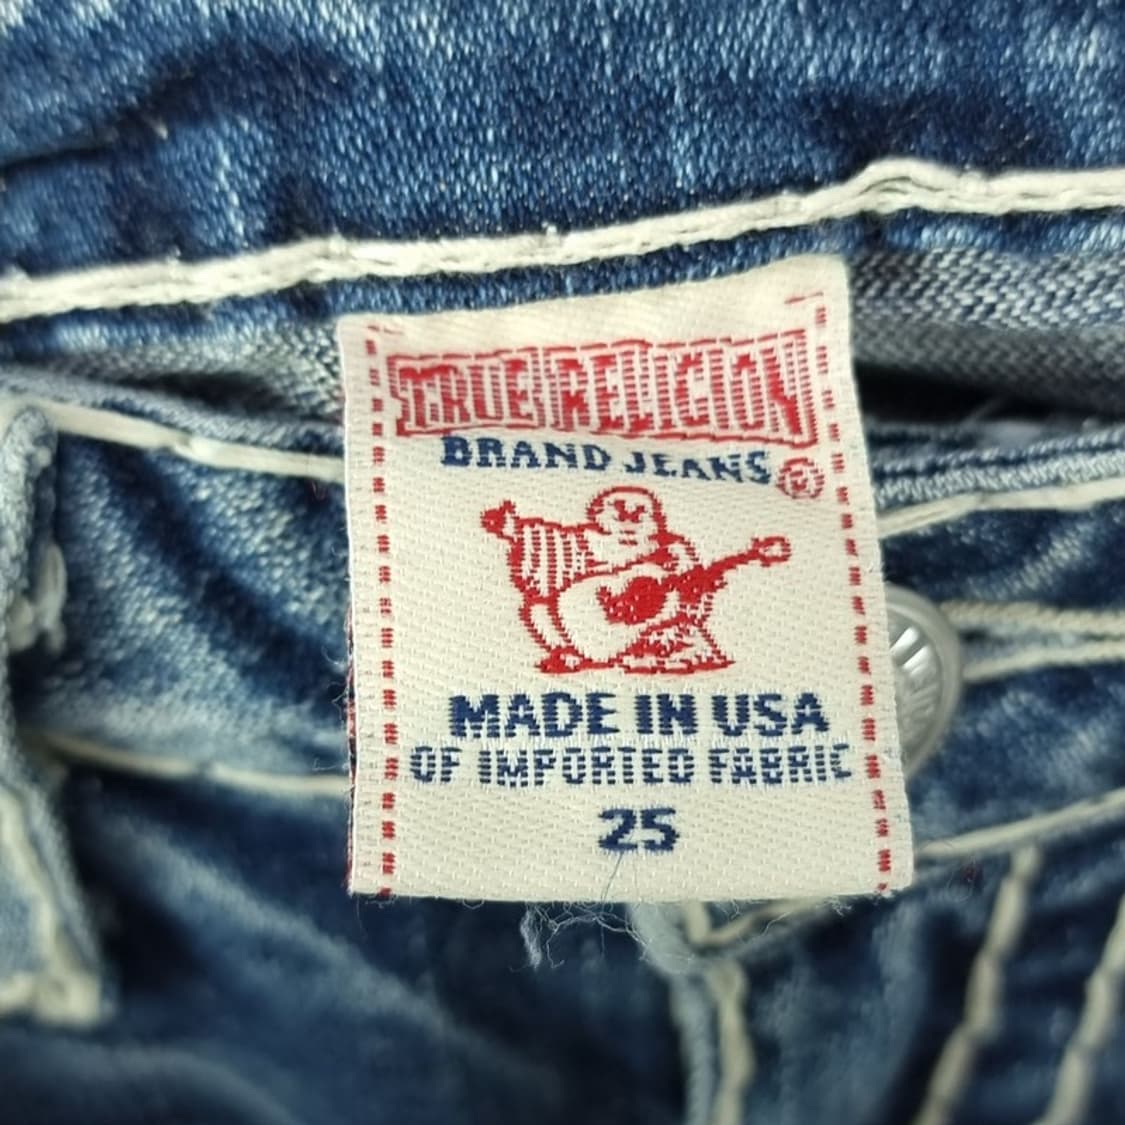 TRUE RELIGION
BRAND JEANS ®
MADE IN USA
OF IMPORTED FABRIC
25